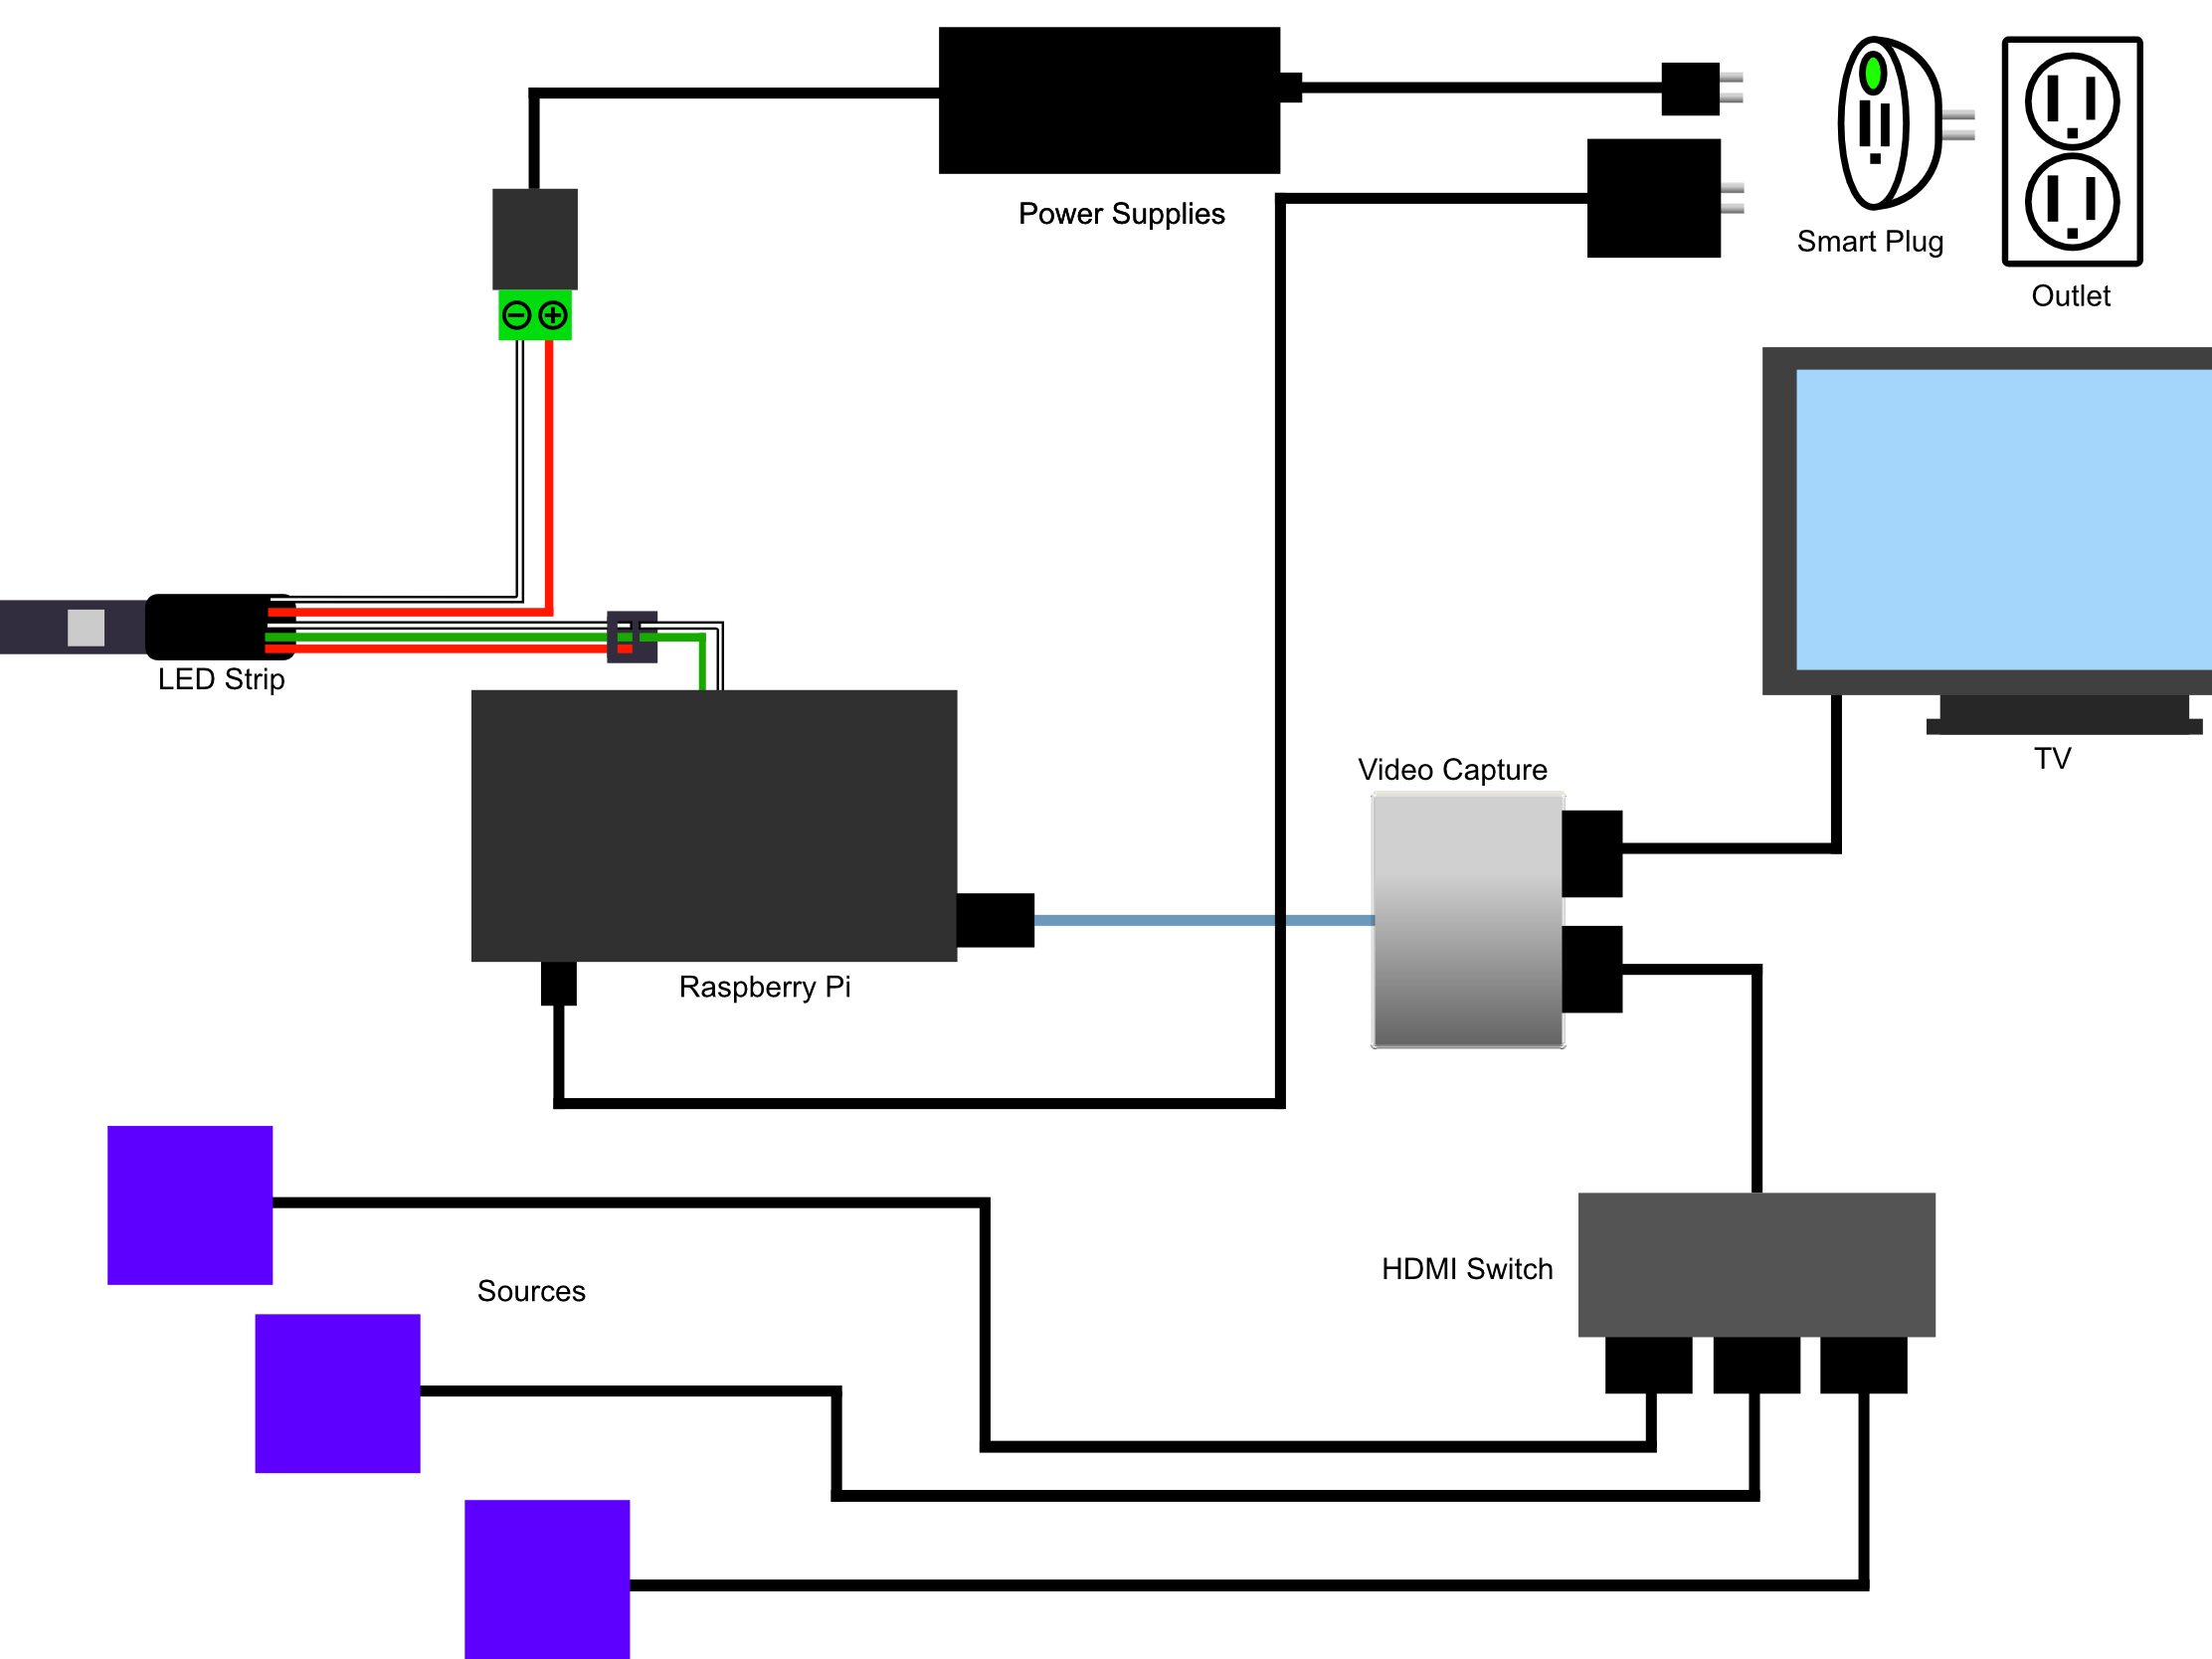 Power Supplies
Smart Plug
Outlet
LED Strip
TV
Video Capture
Raspberry Pi
HDMI Switch
Sources